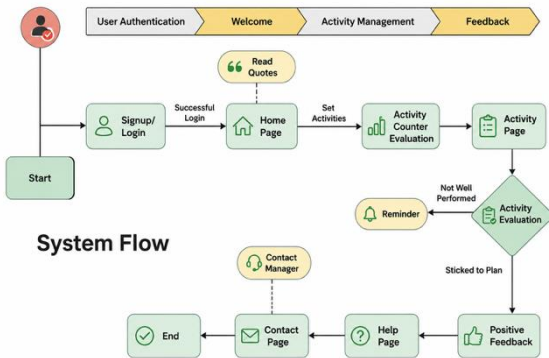 User Authentication
Welcome
Activity Management
Feedback
Read
Quotes
Signup/
Login
Successful
Login
Home
Page
Set
Activities
Activity
Counter
Evaluation
Activity
Page
Start
Not Well
Performed
Reminder
Activity
Evaluation
System Flow
Contact
Manager
Sticked to Plan
End
Contact
Page
Help
Page
Positive
Feedback